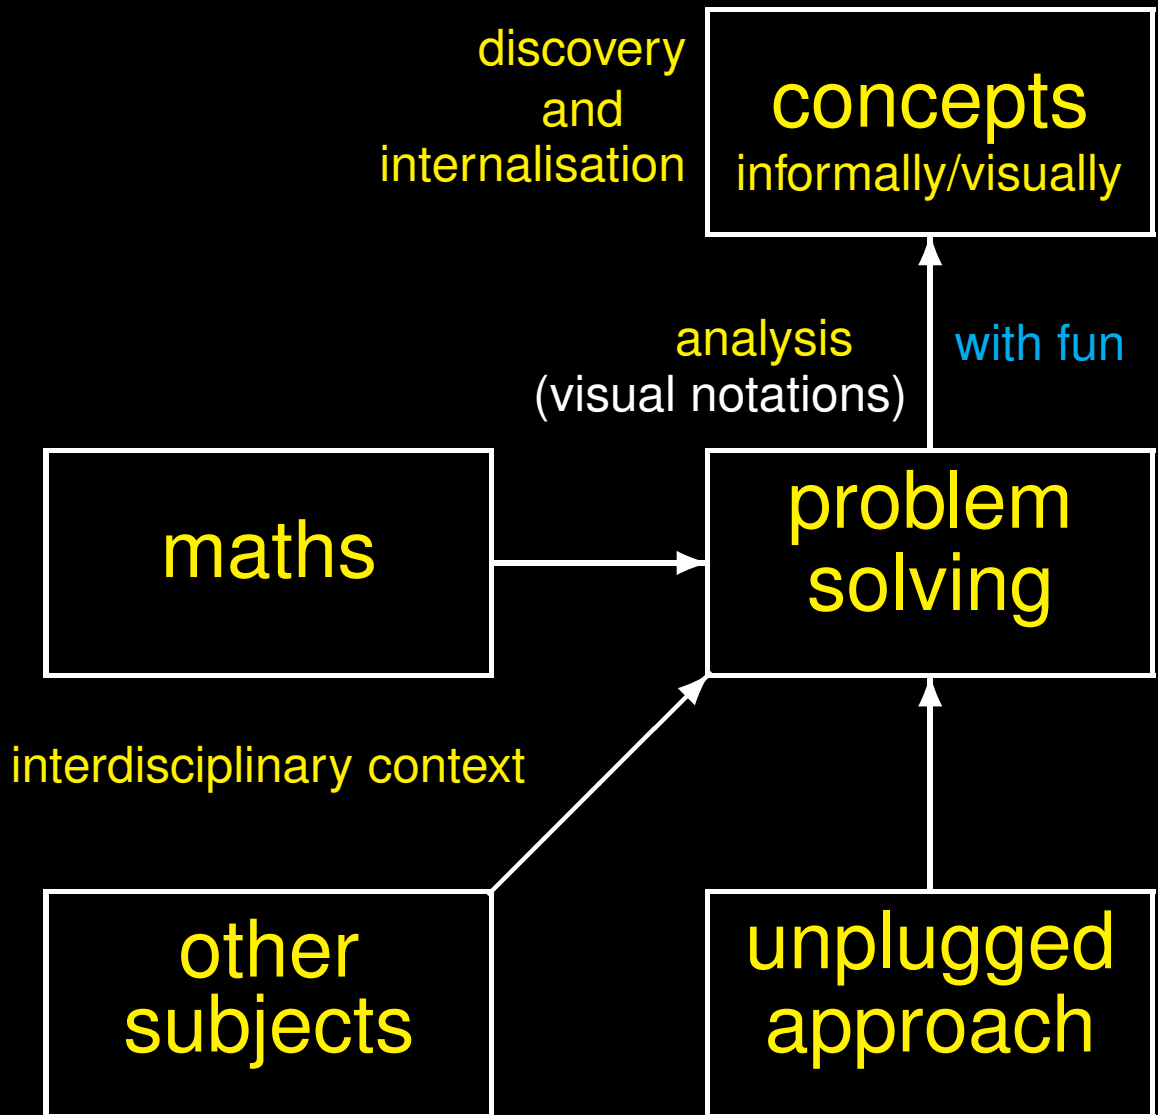 discovery
and
internalisation
concepts
informally/visually
analysis
(visual notations)
with fun
maths
problem
solving
interdisciplinary context
other
subjects
unplugged
approach